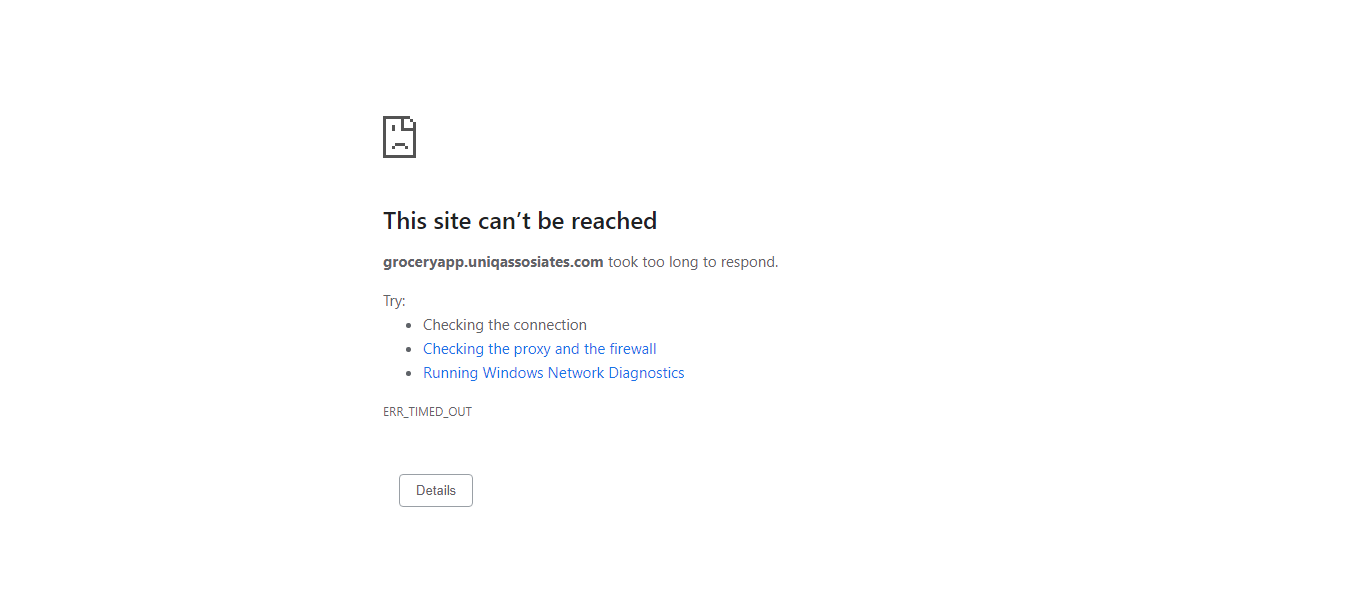 This site can’t be reached
groceryapp.uniqassosiates.com took too long to respond.
Try:
Checking the connection
Checking the proxy and the firewall
Running Windows Network Diagnostics
ERR_TIMED_OUT
Details